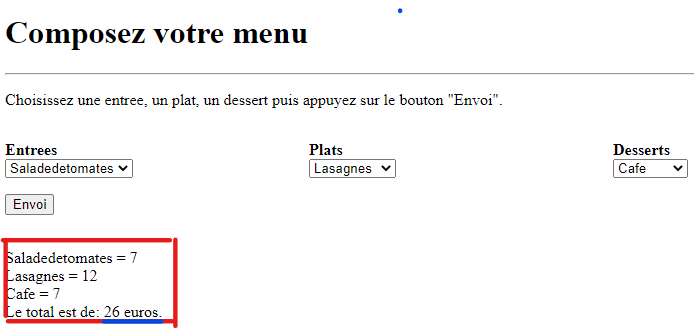 Composez votre menu
Choisissez une entree, un plat, un dessert puis appuyez sur le bouton "Envoi".
Entrees Plats Desserts
Saladedetomates Lasagnes Cafe
Envoi
Saladedetomates = 7
Lasagnes = 12
Cafe = 7
Le total est de: 26 euros.